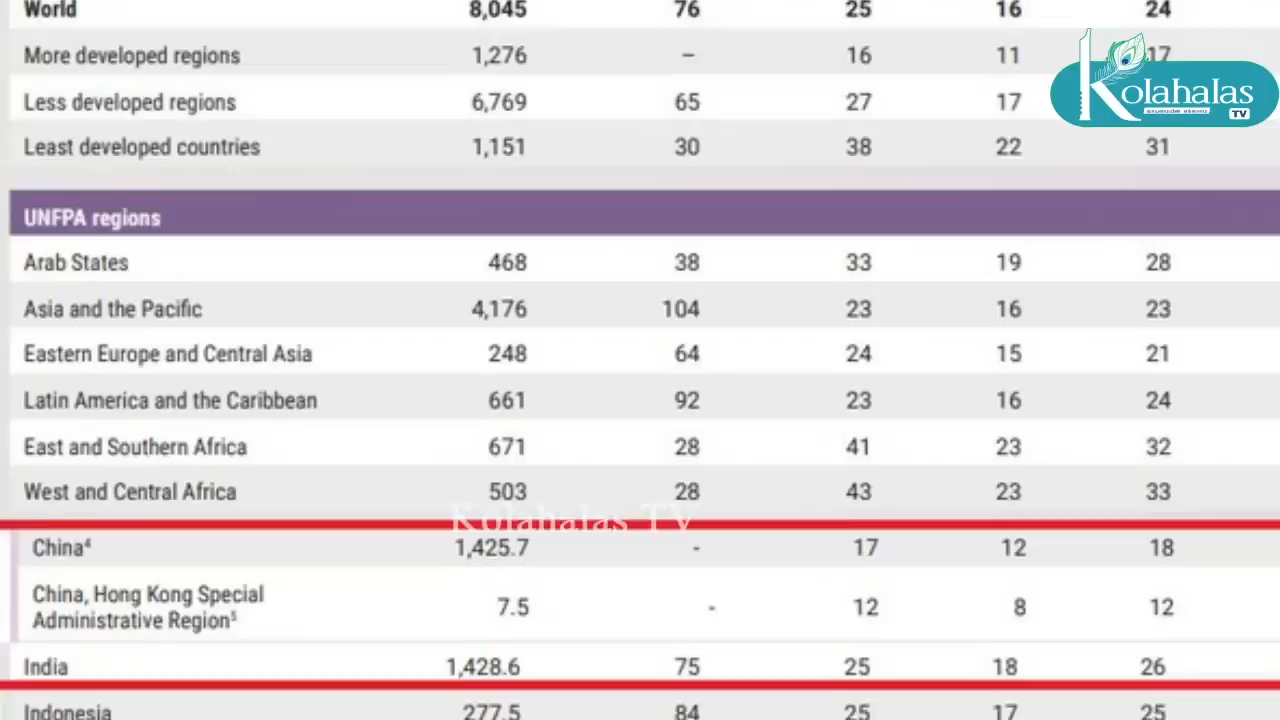 World 8,045 76 25 16 24
More developed regions 1,276 – 16 11 17
Kolahalas
TV
Less developed regions 6,769 65 27 17
Least developed countries 1,151 30 38 22 31
UNFPA regions
Arab States 468 38 33 19 28
Asia and the Pacific 4,176 104 23 16 23
Eastern Europe and Central Asia 248 64 24 15 21
Latin America and the Caribbean 661 92 23 16 24
East and Southern Africa 671 28 41 23 32
West and Central Africa 503 28 43 23 33
Kolahalas TV
China⁴ 1,425.7 - 17 12 18
China, Hong Kong Special
Administrative Region⁵ 7.5 - 12 8 12
India 1,428.6 75 25 18 26
Indonesia 277.5 84 25 17 25